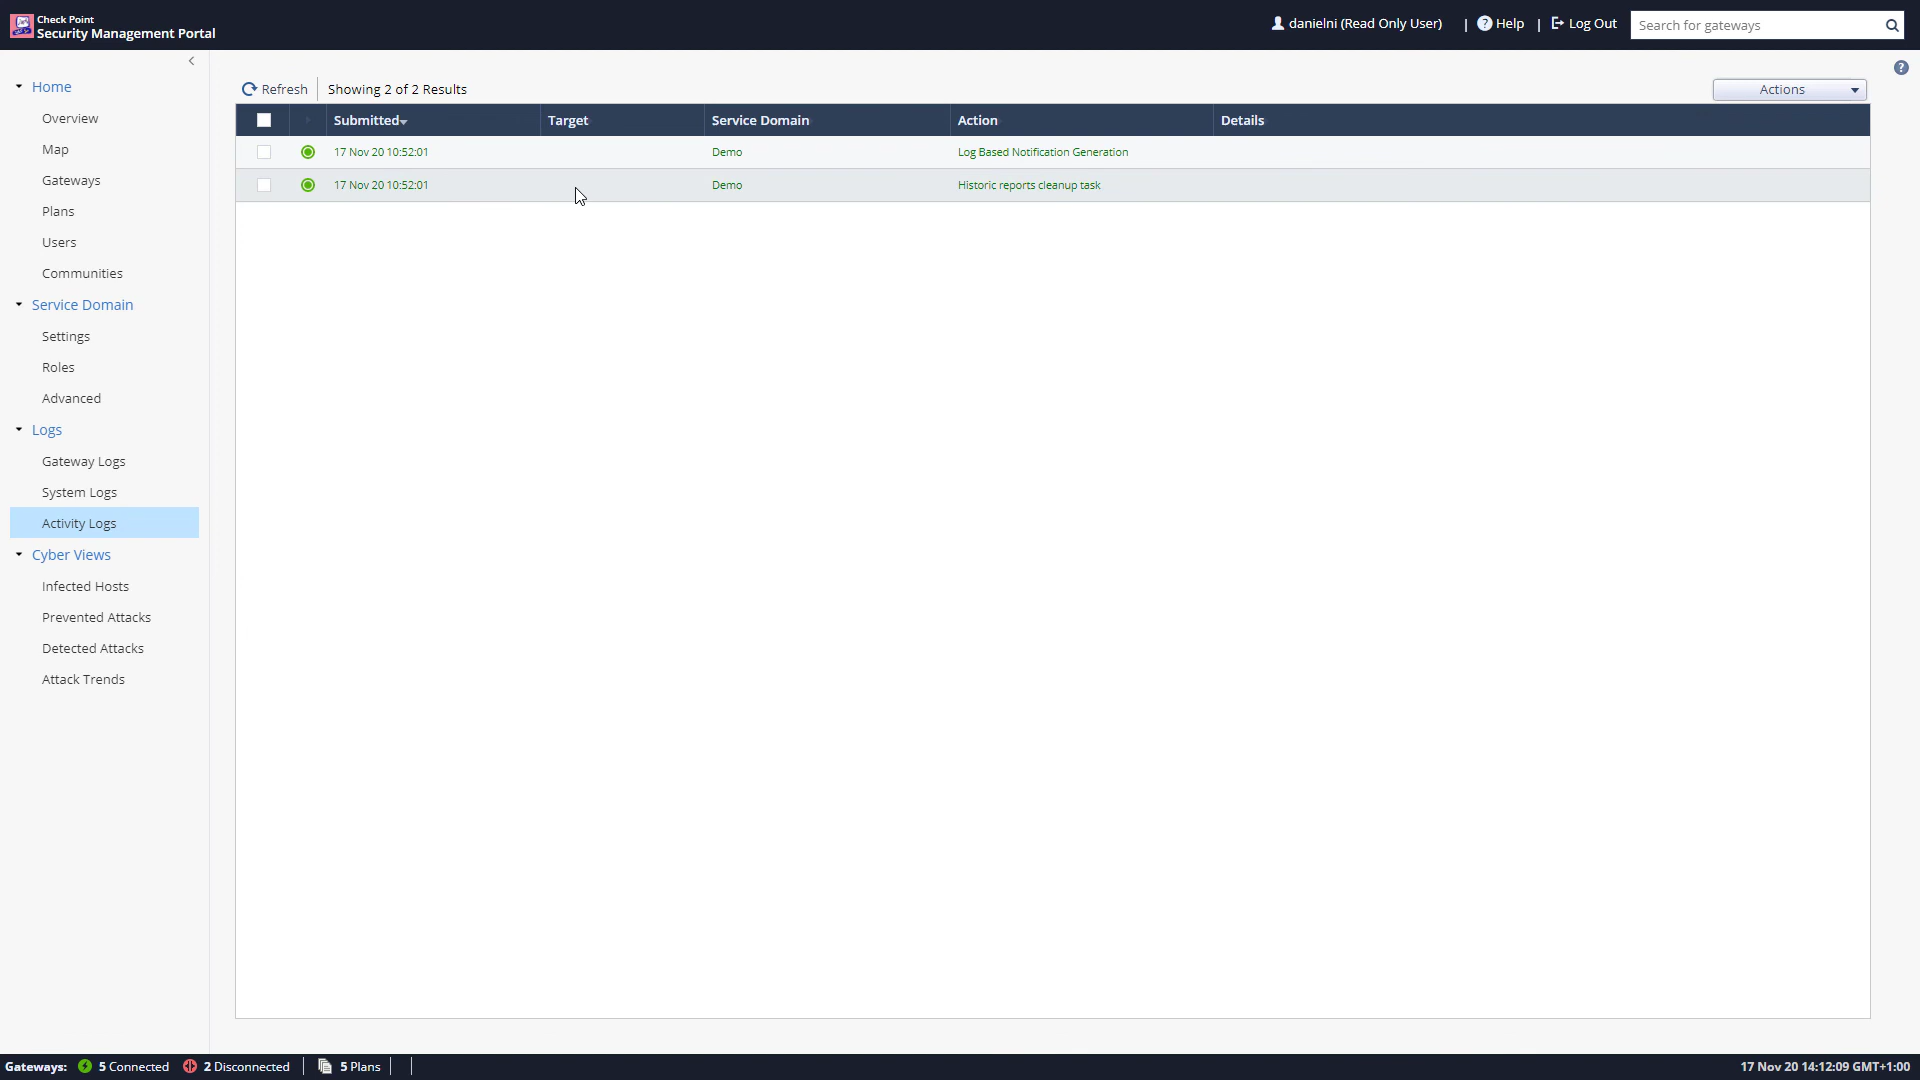 Check Point
Security Management Portal
danielni (Read Only User) | Help | Log Out
Search for gateways
Home
Overview
Map
Gateways
Plans
Users
Communities
Service Domain
Settings
Roles
Advanced
Logs
Gateway Logs
System Logs
Activity Logs
Cyber Views
Infected Hosts
Prevented Attacks
Detected Attacks
Attack Trends
Refresh Showing 2 of 2 Results Actions
Submitted Target Service Domain Action Details
17 Nov 20 10:52:01 Demo Log Based Notification Generation
17 Nov 20 10:52:01 Demo Historic reports cleanup task
Gateways: 5 Connected 2 Disconnected 5 Plans 17 Nov 20 14:12:09 GMT+1:00